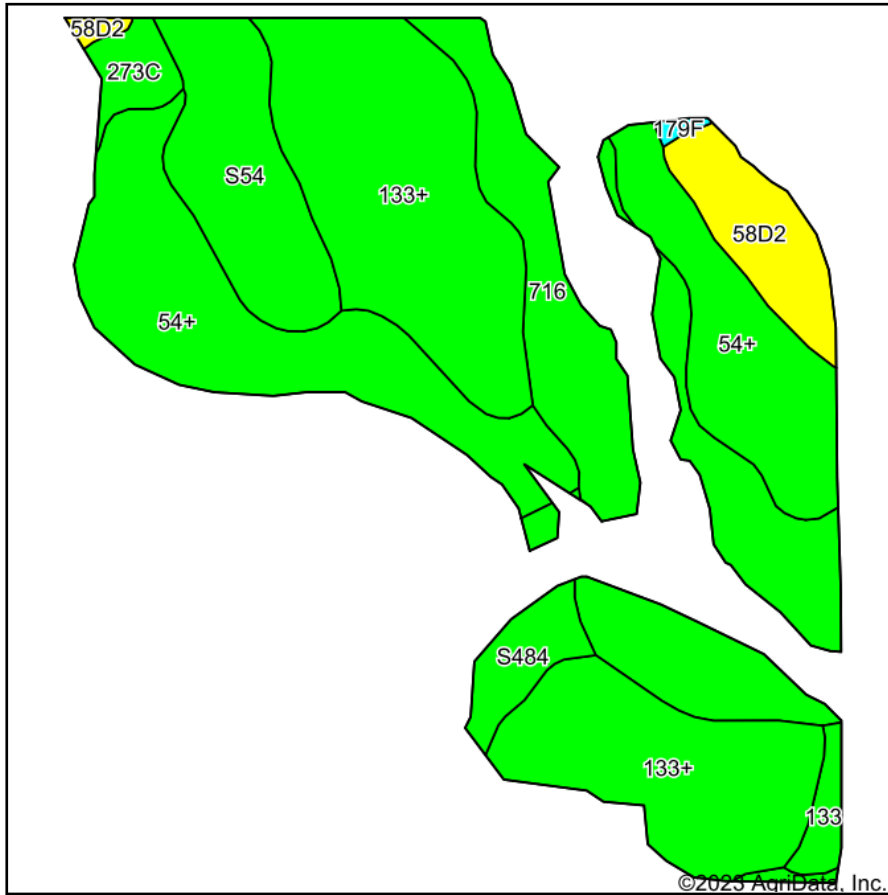 58D2
273C
179F
S54
133+
58D2
716
54+
54+
S484
133+
133
©2023 AgriData, Inc.